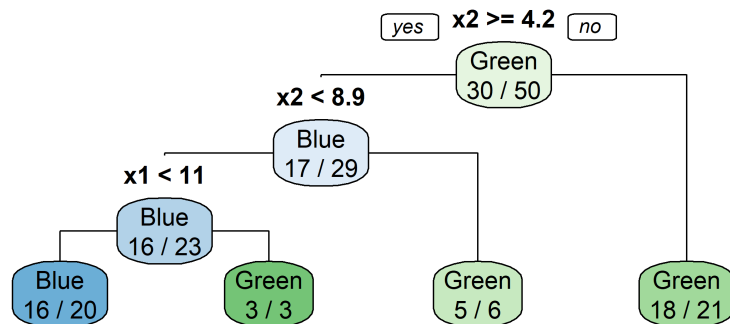 yes x2 >= 4.2 no
Green
30 / 50
x2 < 8.9
Blue
17 / 29
x1 < 11
Blue
16 / 23
Blue
16 / 20
Green
3 / 3
Green
5 / 6
Green
18 / 21